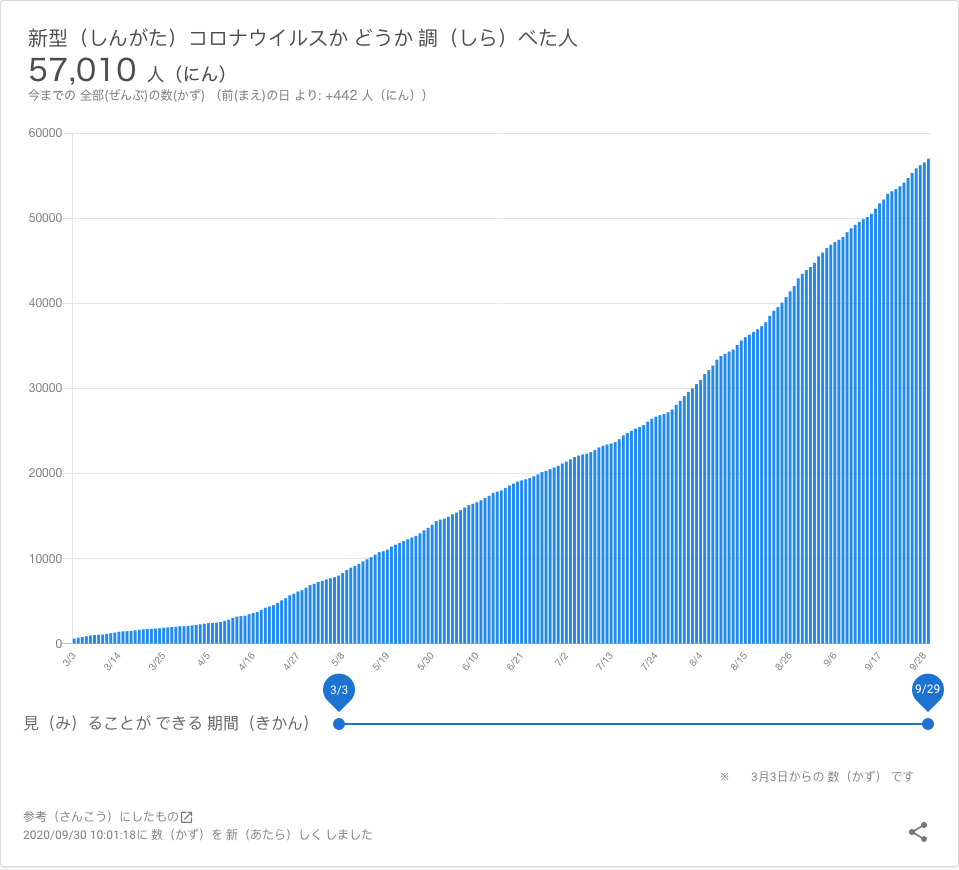 新型（しんがた）コロナウイルスか どうか 調（しら）べた人
57,010 人（にん）
今までの 全部(ぜんぶ)の数(かず) （前(まえ)の日 より: +442 人（にん））
60000
50000
40000
30000
20000
10000
0
3/3 3/14 3/25 4/5 4/16 4/27 5/8 5/19 5/30 6/10 6/21 7/2 7/13 7/24 8/4 8/15 8/26 9/6 9/17 9/28
3/3 9/29
見（み）ることが できる 期間（きかん）
※ 3月3日からの 数（かず） です
参考（さんこう）にしたもの
2020/09/30 10:01:18に 数（かず）を 新（あたら）しく しました